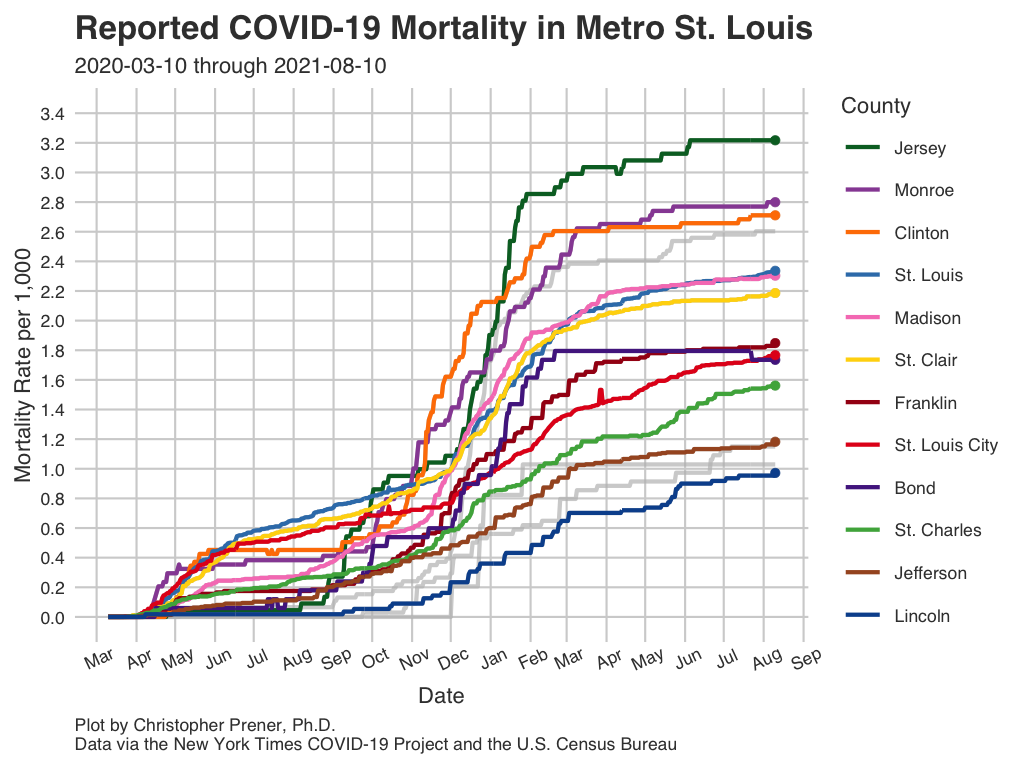 Reported COVID-19 Mortality in Metro St. Louis
2020-03-10 through 2021-08-10
Mortality Rate per 1,000
3.4
3.2
3.0
2.8
2.6
2.4
2.2
2.0
1.8
1.6
1.4
1.2
1.0
0.8
0.6
0.4
0.2
0.0
Mar Apr May Jun Jul Aug Sep Oct Nov Dec Jan Feb Mar Apr May Jun Jul Aug Sep
Date
County
Jersey
Monroe
Clinton
St. Louis
Madison
St. Clair
Franklin
St. Louis City
Bond
St. Charles
Jefferson
Lincoln
Plot by Christopher Prener, Ph.D.
Data via the New York Times COVID-19 Project and the U.S. Census Bureau